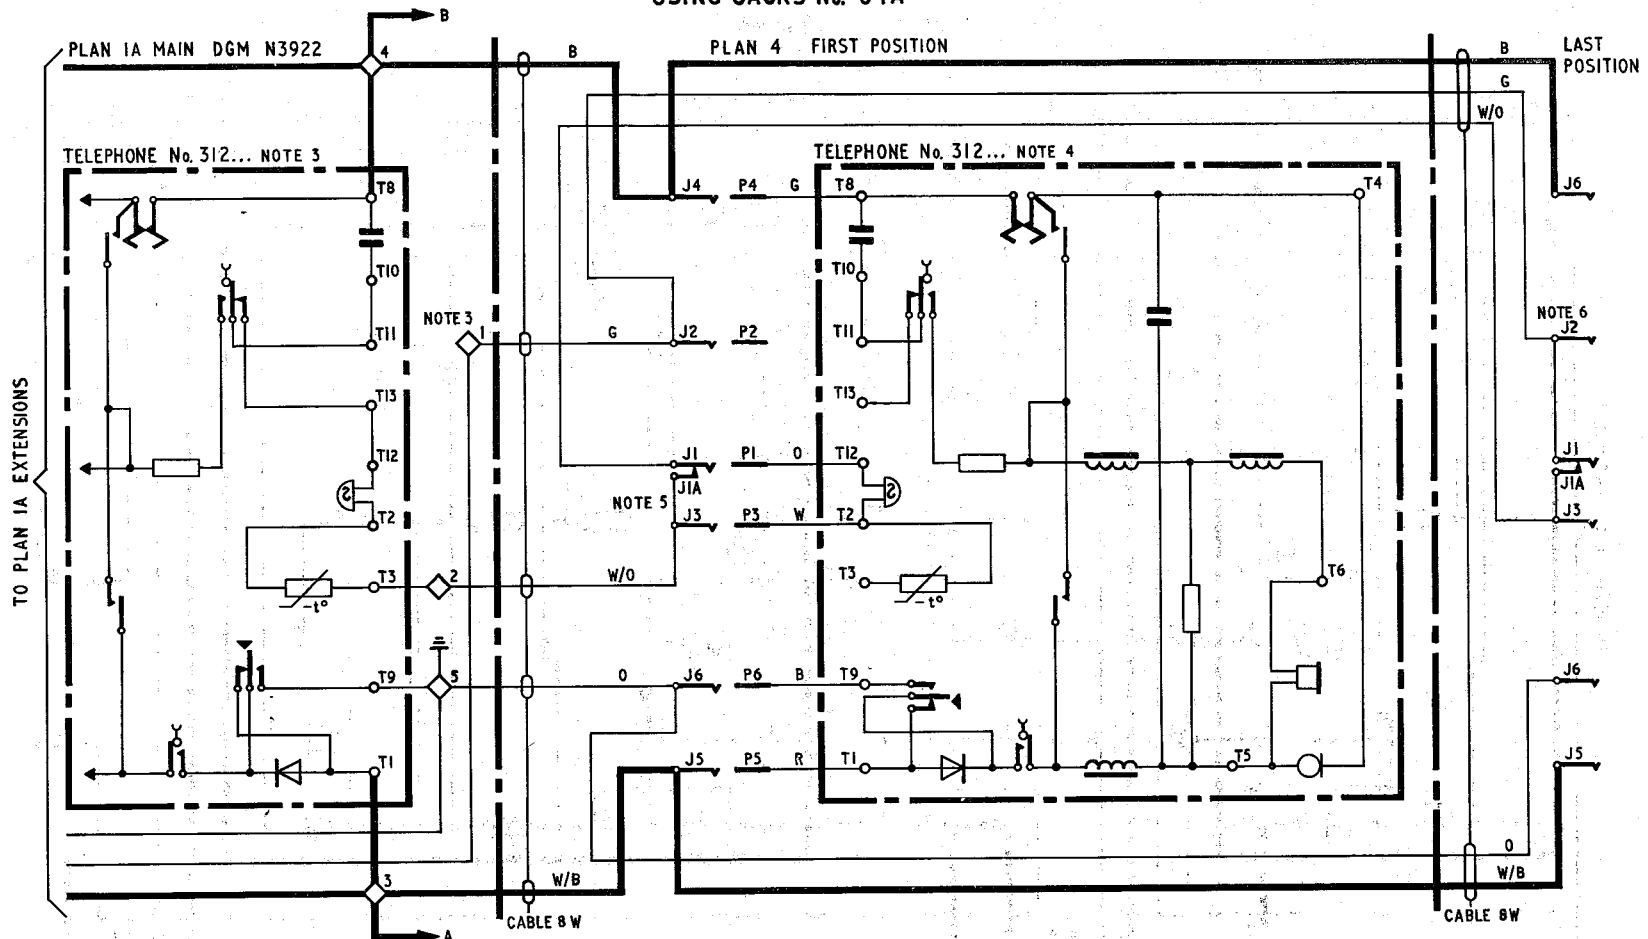 USING JACKS No. 84A
B
PLAN 1A MAIN DGM N3922
4
B
PLAN 4 FIRST POSITION
B
LAST POSITION
G
W/O
TELEPHONE No. 312... NOTE 3
TELEPHONE No. 312... NOTE 4
T8
J4
P4
G
T8
T4
J6
T10
T10
NOTE 3
1
G
J2
P2
NOTE 6
J2
T11
T11
T13
T13
TO PLAN 1A EXTENSIONS
T12
J1
P1
O
T12
J1
J1A
J1A
NOTE 5
T2
J3
P3
W
T2
J3
T3
2
W/O
T3
T6
-t°
-t°
T9
5
O
J6
P6
B
T9
J6
T1
J5
P5
R
T1
T5
J5
O
3
W/B
W/B
CABLE 8W
CABLE 8W
A